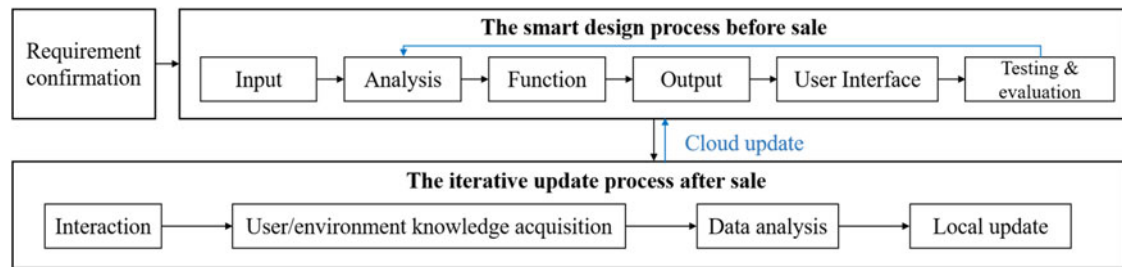 The smart design process before sale
Requirement
confirmation
Input
Analysis
Function
Output
User Interface
Testing &
evaluation
Cloud update
The iterative update process after sale
Interaction
User/environment knowledge acquisition
Data analysis
Local update